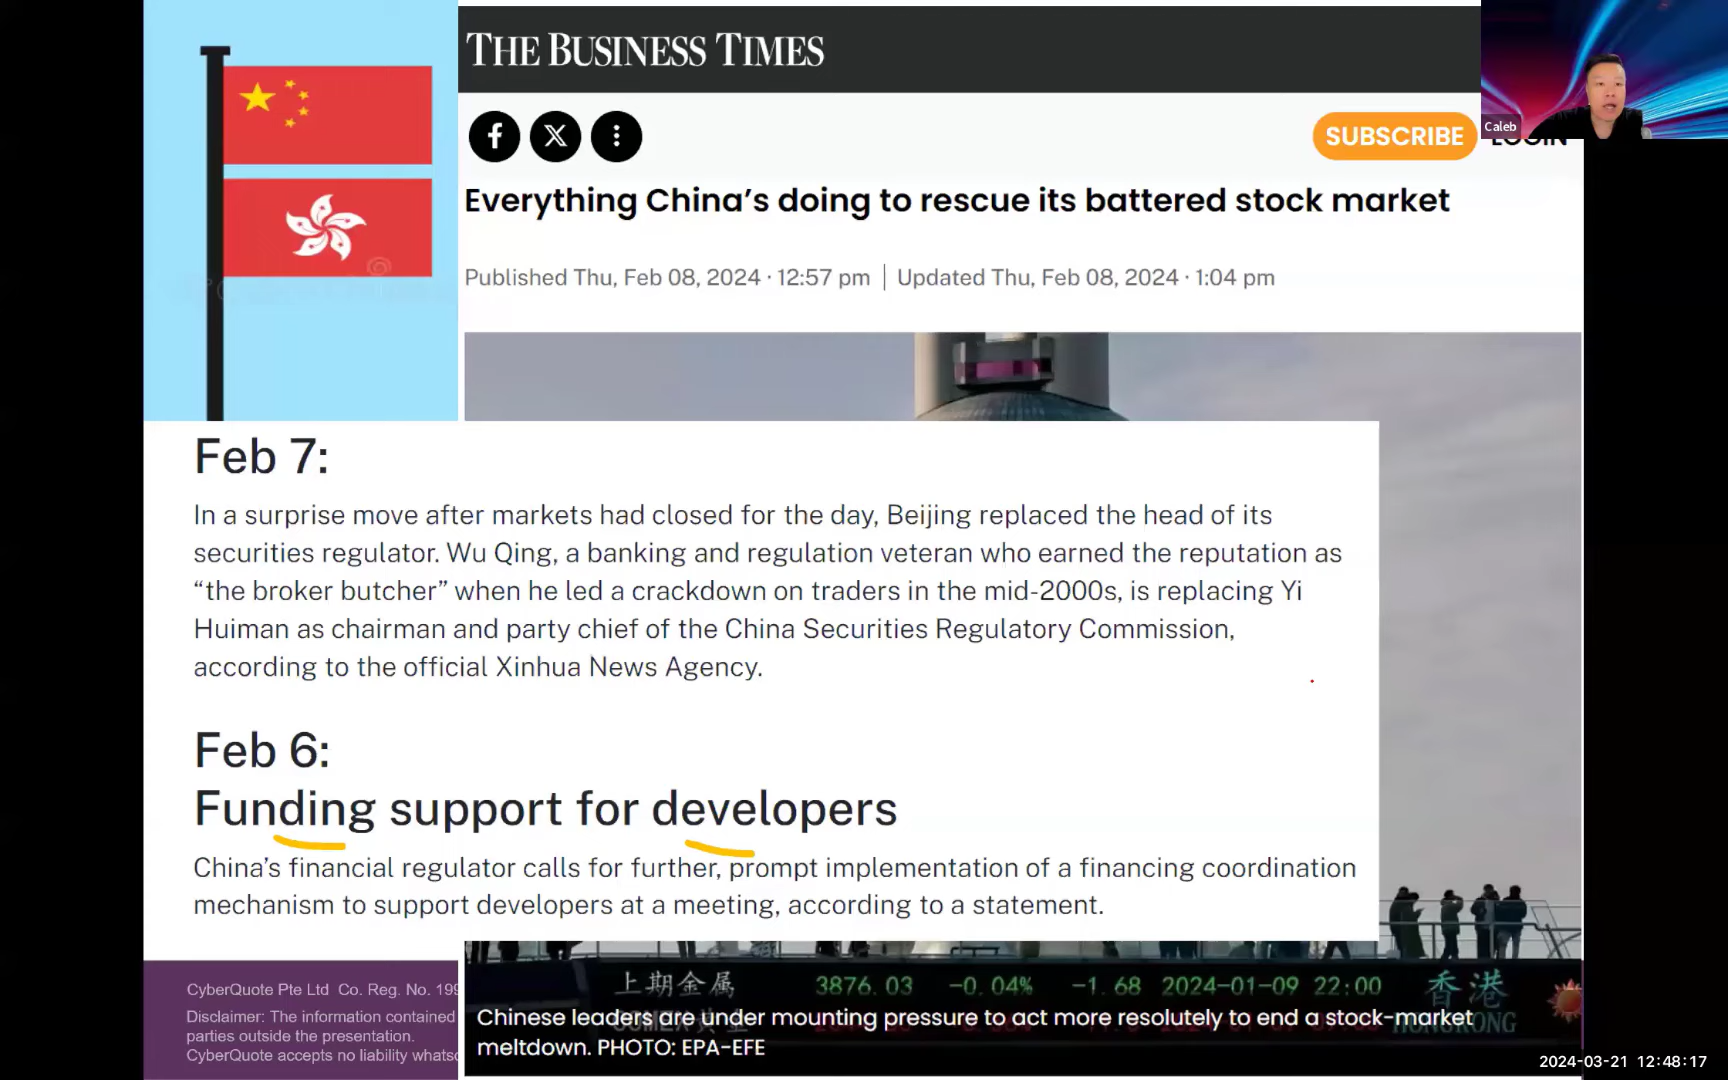 THE BUSINESS TIMES
SUBSCRIBE
LOGIN
Caleb
Everything China's doing to rescue its battered stock market
Published Thu, Feb 08, 2024 · 12:57 pm | Updated Thu, Feb 08, 2024 · 1:04 pm
Feb 7:
In a surprise move after markets had closed for the day, Beijing replaced the head of its
securities regulator. Wu Qing, a banking and regulation veteran who earned the reputation as
“the broker butcher” when he led a crackdown on traders in the mid-2000s, is replacing Yi
Huiman as chairman and party chief of the China Securities Regulatory Commission,
according to the official Xinhua News Agency.
Feb 6:
Funding support for developers
China’s financial regulator calls for further, prompt implementation of a financing coordination
mechanism to support developers at a meeting, according to a statement.
上期金属 3876.03 -0.04% -1.68 2024-01-09 22:00 香港
Chinese leaders are under mounting pressure to act more resolutely to end a stock-market
meltdown. PHOTO: EPA-EFE
CyberQuote Pte Ltd Co. Reg. No. 199
Disclaimer: The information contained
parties outside the presentation.
CyberQuote accepts no liability whatso
2024-03-21 12:48:17